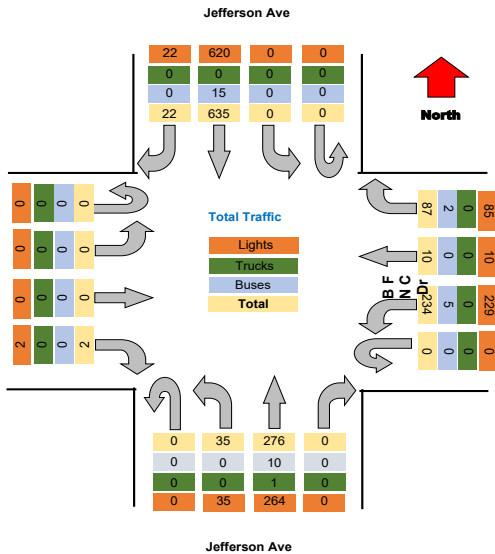 Jefferson Ave
22 620 0 0
0 0 0 0
0 15 0 0
22 635 0 0
North
0 0 0 0
0 0 0 0
0 0 0 0
2 0 0 2
Total Traffic
Lights
Trucks
Buses
Total
87 2 0 85
10 0 0 10
B F
N C
Dr
234 5 0 229
0 0 0 0
0 35 276 0
0 0 10 0
0 0 1 0
0 35 264 0
Jefferson Ave